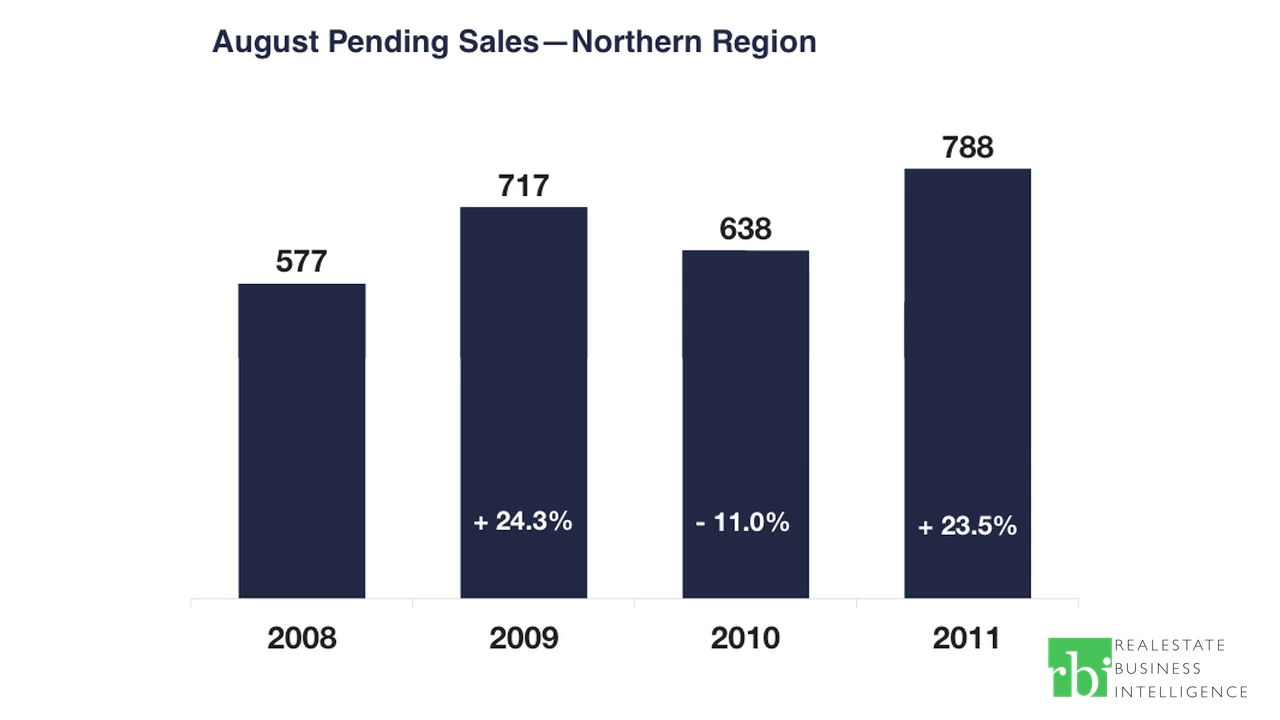 August Pending Sales—Northern Region
788
717
638
577
+ 24.3%
- 11.0%
+ 23.5%
2008
2009
2010
2011
rbi
REALESTATE
BUSINESS
INTELLIGENCE